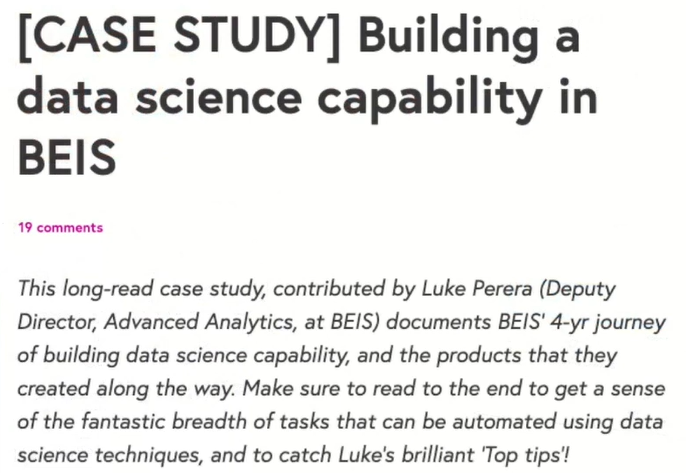 [CASE STUDY] Building a
data science capability in
BEIS
19 comments
This long-read case study, contributed by Luke Perera (Deputy
Director, Advanced Analytics, at BEIS) documents BEIS' 4-yr journey
of building data science capability, and the products that they
created along the way. Make sure to read to the end to get a sense
of the fantastic breadth of tasks that can be automated using data
science techniques, and to catch Luke's brilliant 'Top tips'!